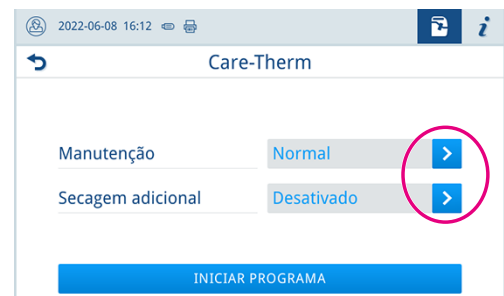 2022-06-08 16:12
i
Care-Therm
Manutenção Normal
Secagem adicional Desativado
INICIAR PROGRAMA